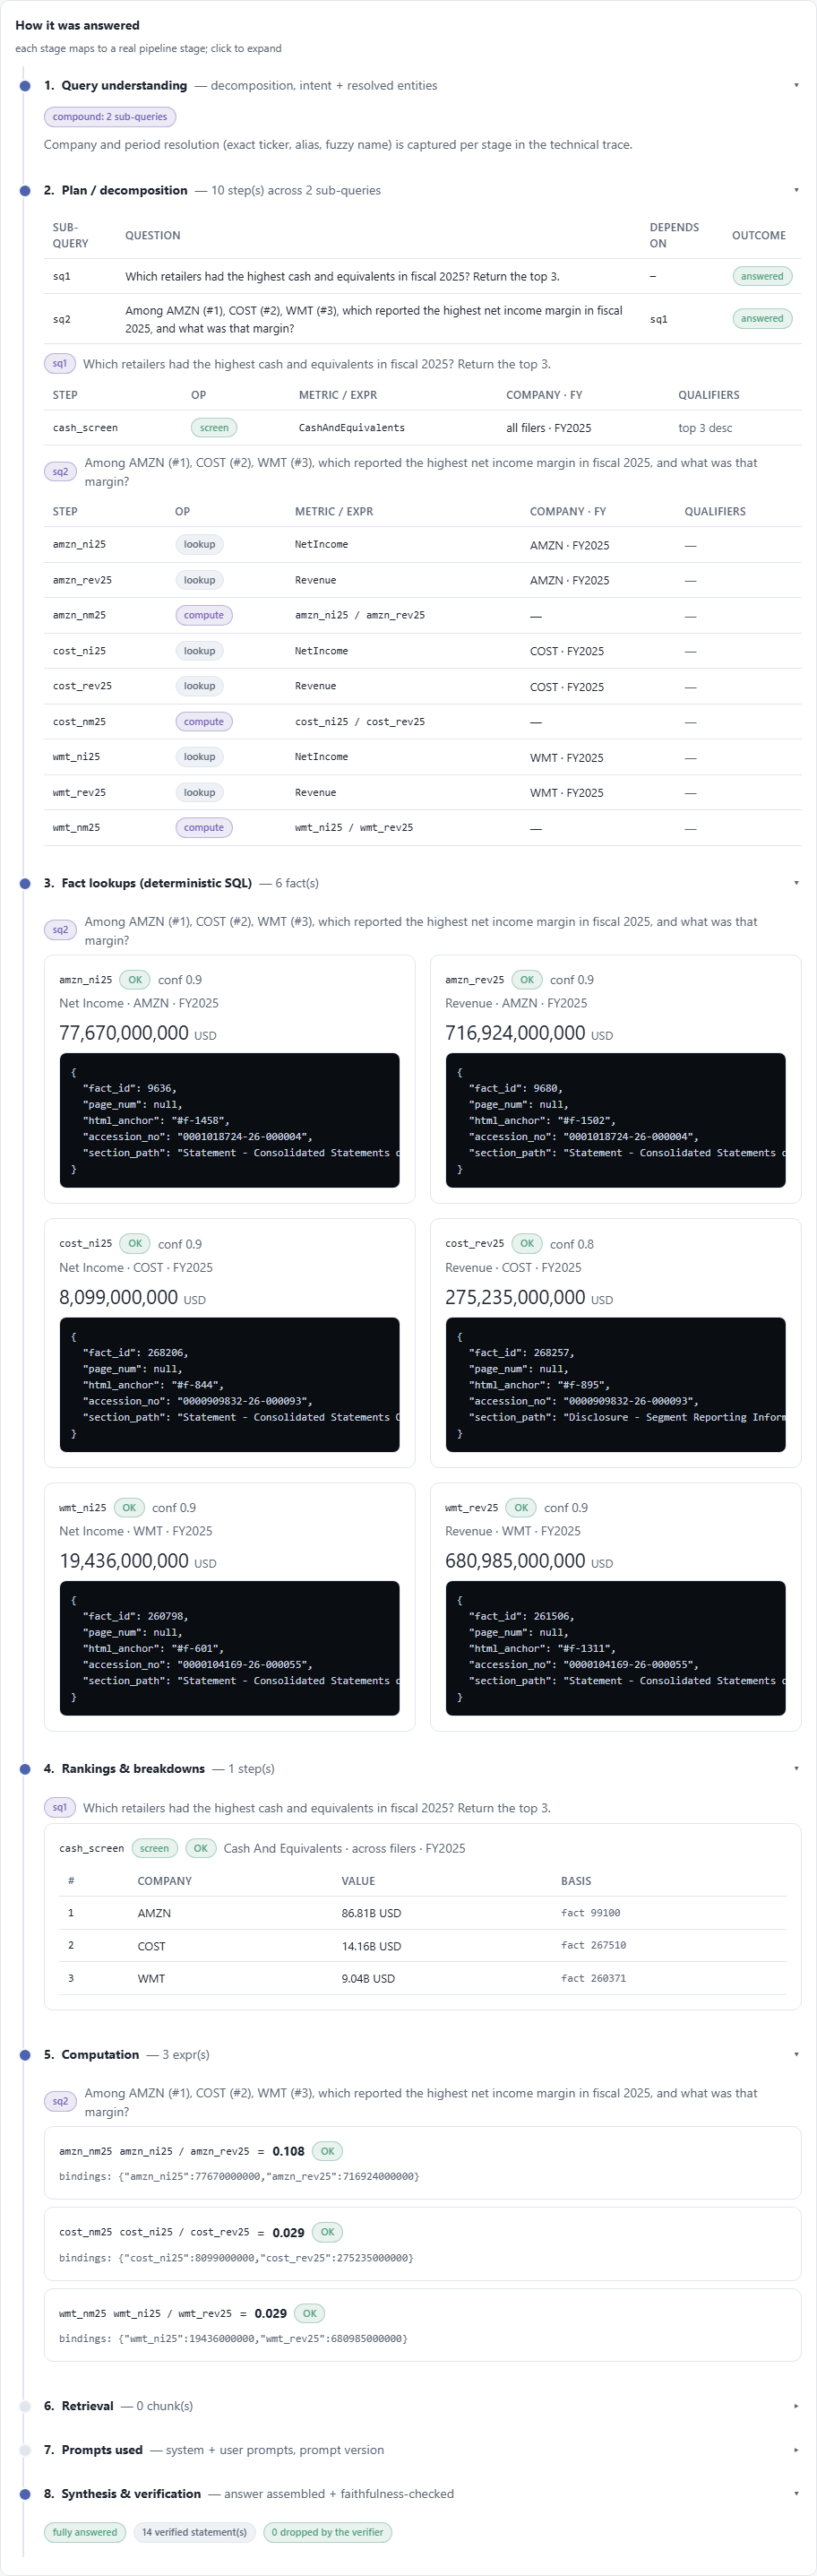 How it was answered
each stage maps to a real pipeline stage; click to expand
1. Query understanding — decomposition, intent + resolved entities
compound: 2 sub-queries
Company and period resolution (exact ticker, alias, fuzzy name) is captured per stage in the technical trace.
2. Plan / decomposition — 10 step(s) across 2 sub-queries
SUB-QUERY QUESTION DEPENDS ON OUTCOME
sq1 Which retailers had the highest cash and equivalents in fiscal 2025? Return the top 3. — answered
sq2 Among AMZN (#1), COST (#2), WMT (#3), which reported the highest net income margin in fiscal
2025, and what was that margin? sq1 answered
sq1 Which retailers had the highest cash and equivalents in fiscal 2025? Return the top 3.
STEP OP METRIC / EXPR COMPANY · FY QUALIFIERS
cash_screen screen CashAndEquivalents all filers · FY2025 top 3 desc
sq2 Among AMZN (#1), COST (#2), WMT (#3), which reported the highest net income margin in fiscal 2025, and what was that
margin?
STEP OP METRIC / EXPR COMPANY · FY QUALIFIERS
amzn_ni25 lookup NetIncome AMZN · FY2025 —
amzn_rev25 lookup Revenue AMZN · FY2025 —
amzn_nm25 compute amzn_ni25 / amzn_rev25 — —
cost_ni25 lookup NetIncome COST · FY2025 —
cost_rev25 lookup Revenue COST · FY2025 —
cost_nm25 compute cost_ni25 / cost_rev25 — —
wmt_ni25 lookup NetIncome WMT · FY2025 —
wmt_rev25 lookup Revenue WMT · FY2025 —
wmt_nm25 compute wmt_ni25 / wmt_rev25 — —
3. Fact lookups (deterministic SQL) — 6 fact(s)
sq2 Among AMZN (#1), COST (#2), WMT (#3), which reported the highest net income margin in fiscal 2025, and what was that
margin?
amzn_ni25 OK conf 0.9
Net Income · AMZN · FY2025
77,670,000,000 USD
{
"fact_id": 9636,
"page_num": null,
"html_anchor": "#f-1458",
"accession_no": "0001018724-26-000004",
"section_path": "Statement - Consolidated Statements
}
amzn_rev25 OK conf 0.9
Revenue · AMZN · FY2025
716,924,000,000 USD
{
"fact_id": 9680,
"page_num": null,
"html_anchor": "#f-1502",
"accession_no": "0001018724-26-000004",
"section_path": "Statement - Consolidated Statements
}
cost_ni25 OK conf 0.9
Net Income · COST · FY2025
8,099,000,000 USD
{
"fact_id": 268206,
"page_num": null,
"html_anchor": "#f-844",
"accession_no": "0000909832-26-000093",
"section_path": "Statement - Consolidated Statements
}
cost_rev25 OK conf 0.8
Revenue · COST · FY2025
275,235,000,000 USD
{
"fact_id": 268257,
"page_num": null,
"html_anchor": "#f-895",
"accession_no": "0000909832-26-000093",
"section_path": "Disclosure - Segment Reporting Inform
}
wmt_ni25 OK conf 0.9
Net Income · WMT · FY2025
19,436,000,000 USD
{
"fact_id": 260798,
"page_num": null,
"html_anchor": "#f-601",
"accession_no": "0000104169-26-000055",
"section_path": "Statement - Consolidated Statements
}
wmt_rev25 OK conf 0.9
Revenue · WMT · FY2025
680,985,000,000 USD
{
"fact_id": 261506,
"page_num": null,
"html_anchor": "#f-1311",
"accession_no": "0000104169-26-000055",
"section_path": "Statement - Consolidated Statements
}
4. Rankings & breakdowns — 1 step(s)
sq1 Which retailers had the highest cash and equivalents in fiscal 2025? Return the top 3.
cash_screen screen OK Cash And Equivalents · across filers · FY2025
# COMPANY VALUE BASIS
1 AMZN 86.81B USD fact 99100
2 COST 14.16B USD fact 267510
3 WMT 9.04B USD fact 260371
5. Computation — 3 expr(s)
sq2 Among AMZN (#1), COST (#2), WMT (#3), which reported the highest net income margin in fiscal 2025, and what was that
margin?
amzn_nm25 amzn_ni25 / amzn_rev25 = 0.108 OK
bindings: {"amzn_ni25":77670000000,"amzn_rev25":716924000000}
cost_nm25 cost_ni25 / cost_rev25 = 0.029 OK
bindings: {"cost_ni25":8099000000,"cost_rev25":275235000000}
wmt_nm25 wmt_ni25 / wmt_rev25 = 0.029 OK
bindings: {"wmt_ni25":19436000000,"wmt_rev25":680985000000}
6. Retrieval — 0 chunk(s)
7. Prompts used — system + user prompts, prompt version
8. Synthesis & verification — answer assembled + faithfulness-checked
fully answered 14 verified statement(s) 0 dropped by the verifier